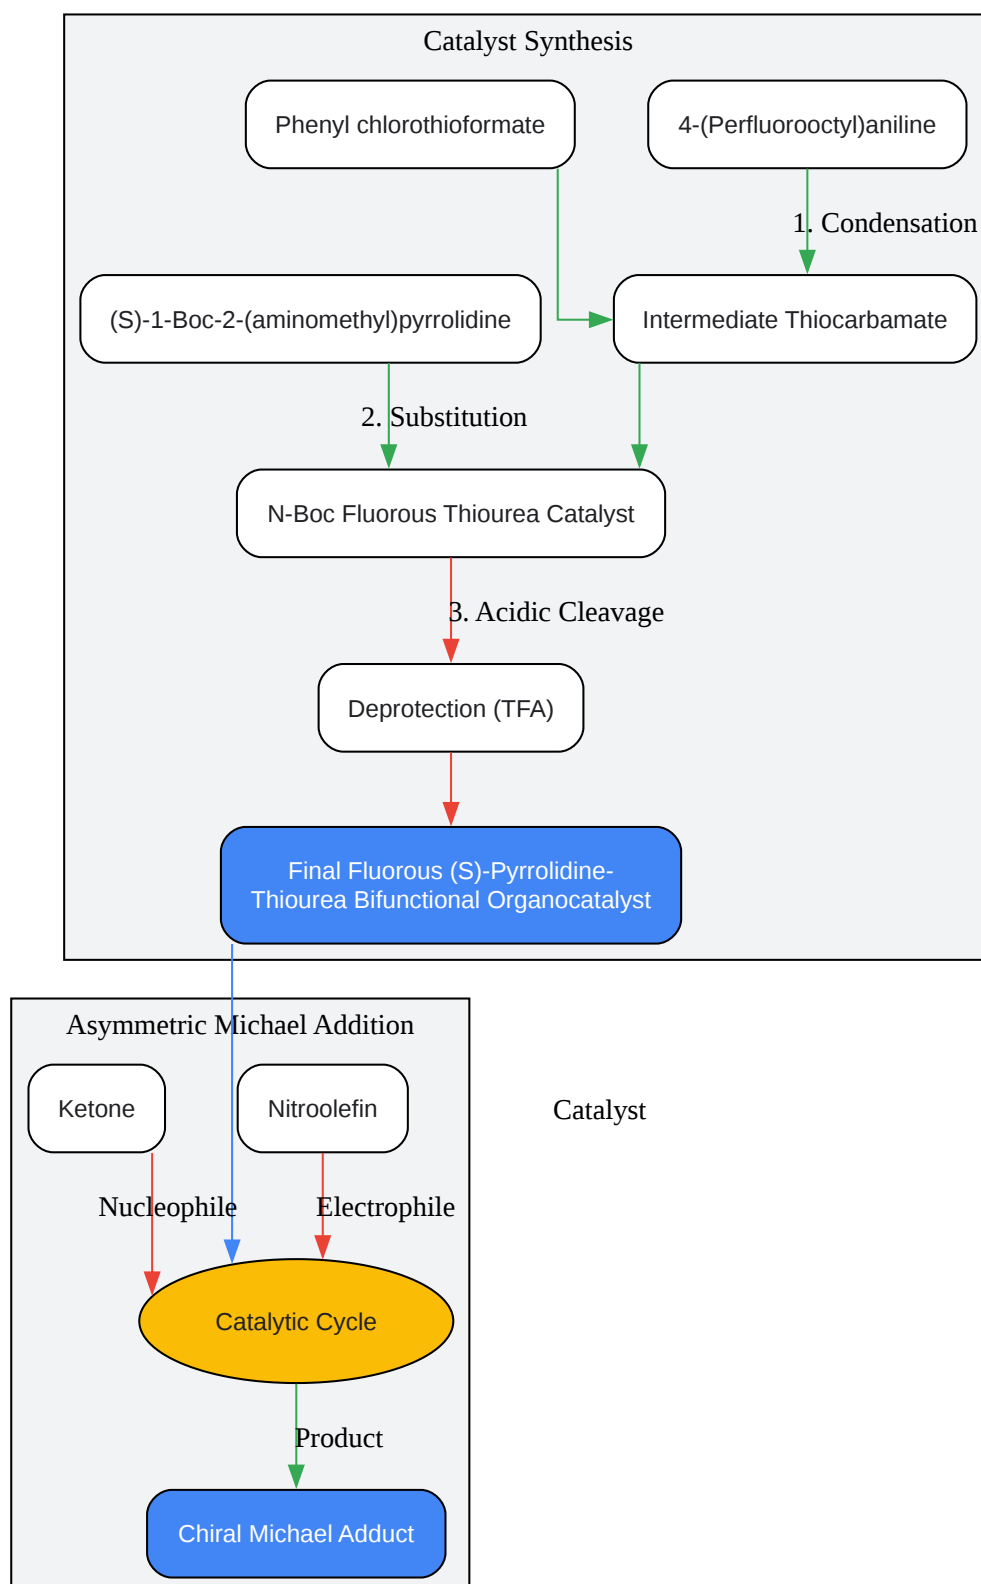 Catalyst Synthesis
Phenyl chlorothioformate
4-(Perfluorooctyl)aniline
1. Condensation
(S)-1-Boc-2-(aminomethyl)pyrrolidine
Intermediate Thiocarbamate
2. Substitution
N-Boc Fluorous Thiourea Catalyst
3. Acidic Cleavage
Deprotection (TFA)
Final Fluorous (S)-Pyrrolidine-
Thiourea Bifunctional Organocatalyst
Asymmetric Michael Addition
Ketone
Nitroolefin
Catalyst
Nucleophile
Electrophile
Catalytic Cycle
Product
Chiral Michael Adduct